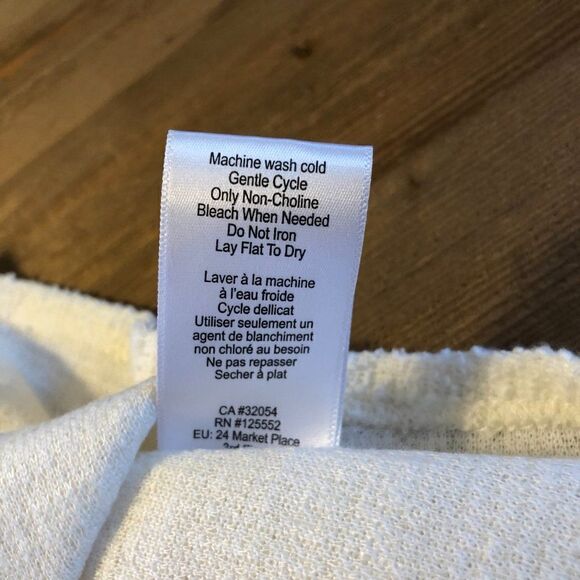 Machine wash cold
Gentle Cycle
Only Non-Choline
Bleach When Needed
Do Not Iron
Lay Flat To Dry
Laver à la machine
à l'eau froide
Cycle dellicat
Utiliser seulement un
agent de blanchiment
non chloré au besoin
Ne pas repasser
Secher à plat
CA #32054
RN #125552
EU: 24 Market Place